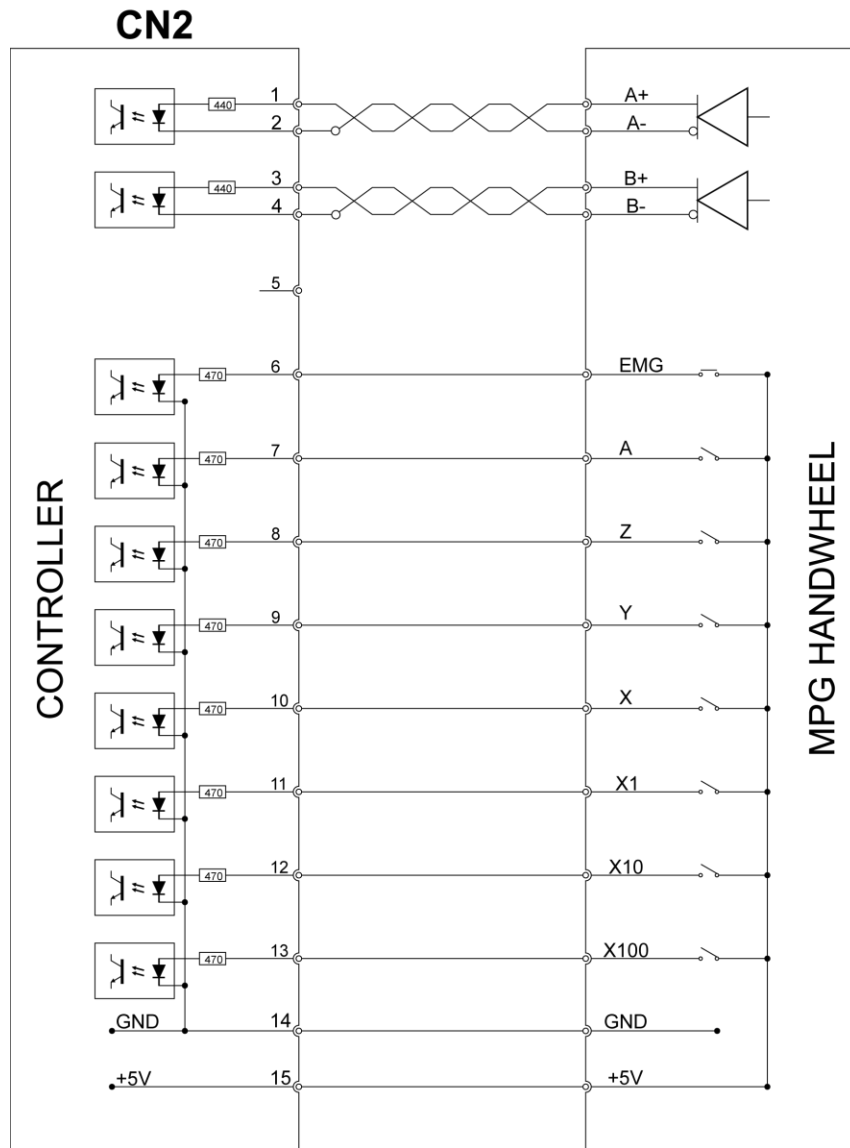 CN2
440 1 A+
2 A-
440 3 B+
4 B-
5
470 6 EMG
470 7 A
470 8 Z
470 9 Y
470 10 X
470 11 X1
470 12 X10
470 13 X100
GND 14 GND
+5V 15 +5V
CONTROLLER
MPG HANDWHEEL